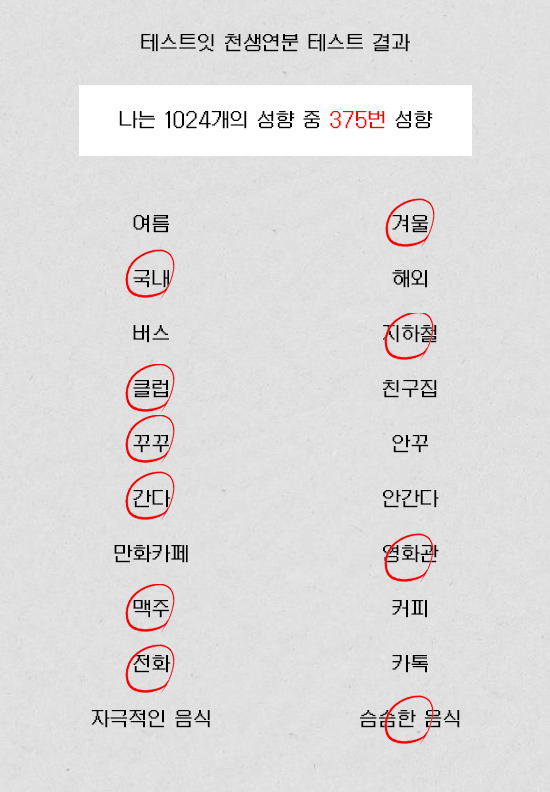 테스트잇 천생연분 테스트 결과
나는 1024개의 성향 중 375번 성향
여름 겨울
국내 해외
버스 지하철
클럽 친구집
꾸꾸 안꾸
간다 안간다
만화카페 영화관
맥주 커피
전화 카톡
자극적인 음식 슴슴한 음식